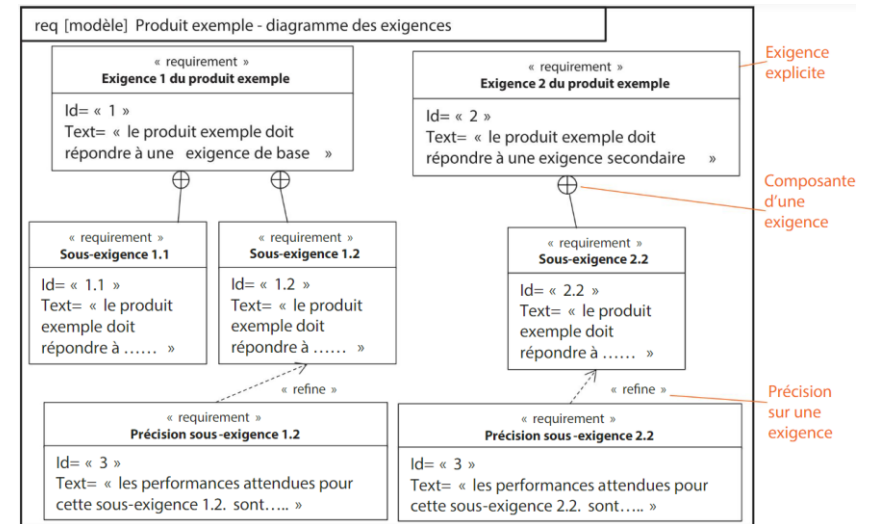 req [modèle] Produit exemple - diagramme des exigences
« requirement »
Exigence 1 du produit exemple
Id= « 1 »
Text= « le produit exemple doit
répondre à une exigence de base »
« requirement »
Exigence 2 du produit exemple
Id= « 2 »
Text= « le produit exemple doit
répondre à une exigence secondaire »
Exigence
explicite
Composante
d'une
exigence
« requirement »
Sous-exigence 1.1
Id= « 1.1 »
Text= « le produit
exemple doit
répondre à ...... »
« requirement »
Sous-exigence 1.2
Id= « 1.2 »
Text= « le produit
exemple doit
répondre à ...... »
« requirement »
Sous-exigence 2.2
Id= « 2.2 »
Text= « le produit
exemple doit
répondre à ...... »
« refine »
« refine »
Précision
sur une
exigence
« requirement »
Précision sous-exigence 1.2
Id= « 3 »
Text= « les performances attendues pour
cette sous-exigence 1.2. sont..... »
« requirement »
Précision sous-exigence 2.2
Id= « 3 »
Text= « les performances attendues pour
cette sous-exigence 2.2. sont..... »